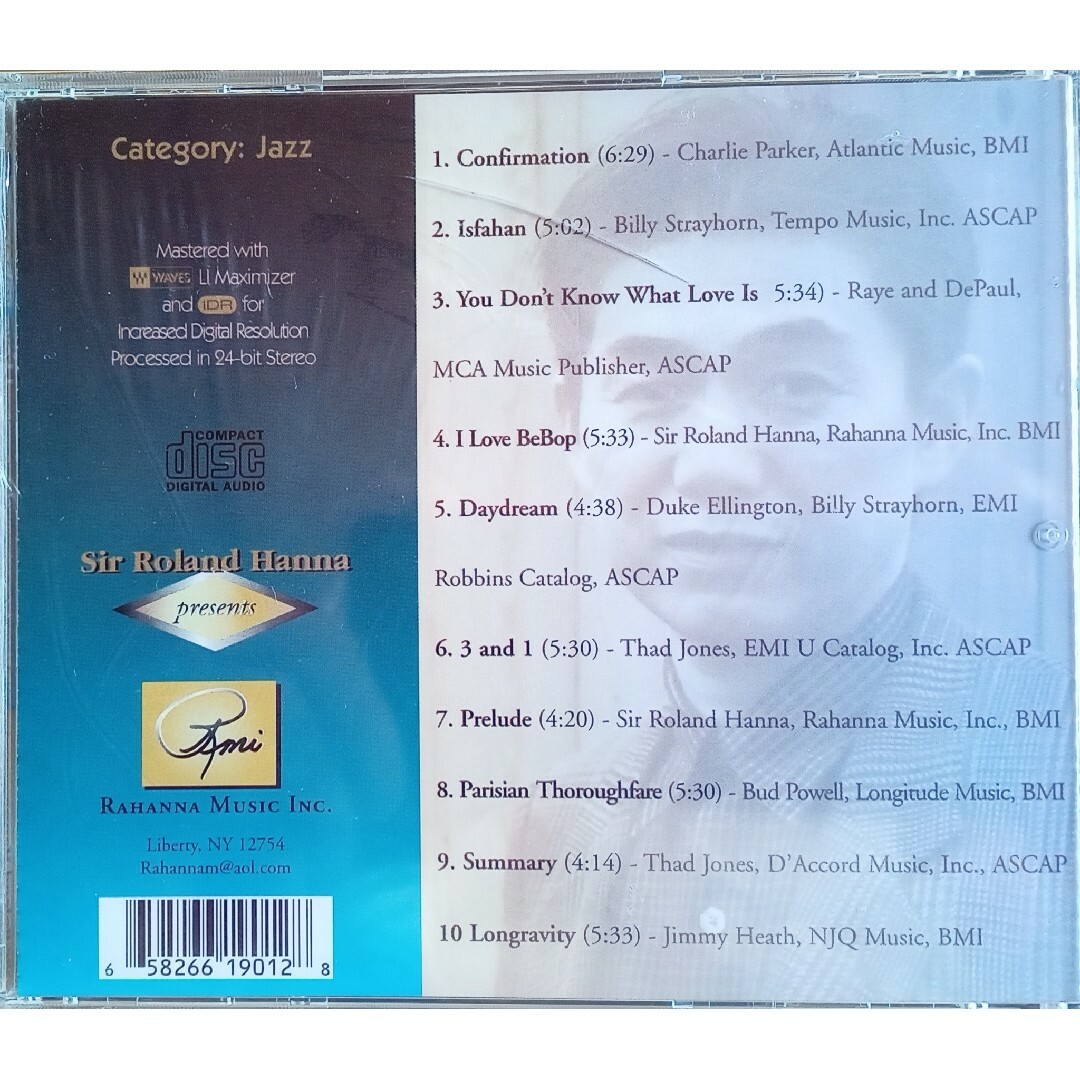 Category: Jazz
Mastered with
WAVES L1 Maximizer
and IDR for
Increased Digital Resolution
Processed in 24-bit Stereo
COMPACT
disc
DIGITAL AUDIO
Sir Roland Hanna
presents
Rahanna Music Inc.
Liberty, NY 12754
Rahannam@aol.com
6 58266 19012 8
1. Confirmation (6:29) - Charlie Parker, Atlantic Music, BMI
2. Isfahan (5:02) - Billy Strayhorn, Tempo Music, Inc. ASCAP
3. You Don't Know What Love Is 5:34) - Raye and DePaul,
MCA Music Publisher, ASCAP
4. I Love BeBop (5:33) - Sir Roland Hanna, Rahanna Music, Inc. BMI
5. Daydream (4:38) - Duke Ellington, Billy Strayhorn, EMI
Robbins Catalog, ASCAP
6. 3 and 1 (5:30) - Thad Jones, EMI U Catalog, Inc. ASCAP
7. Prelude (4:20) - Sir Roland Hanna, Rahanna Music, Inc., BMI
8. Parisian Thoroughfare (5:30) - Bud Powell, Longitude Music, BMI
9. Summary (4:14) - Thad Jones, D'Accord Music, Inc., ASCAP
10 Longravity (5:33) - Jimmy Heath, NJQ Music, BMI